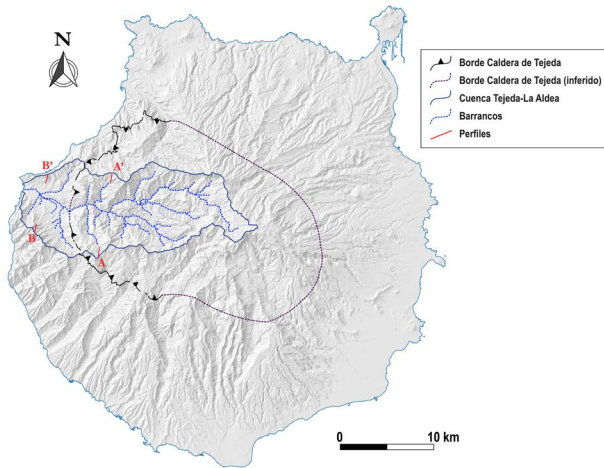 N
Borde Caldera de Tejeda
Borde Caldera de Tejeda (inferido)
Cuenca Tejeda-La Aldea
Barrancos
Perfiles
B' A'
B
A
0 10 km